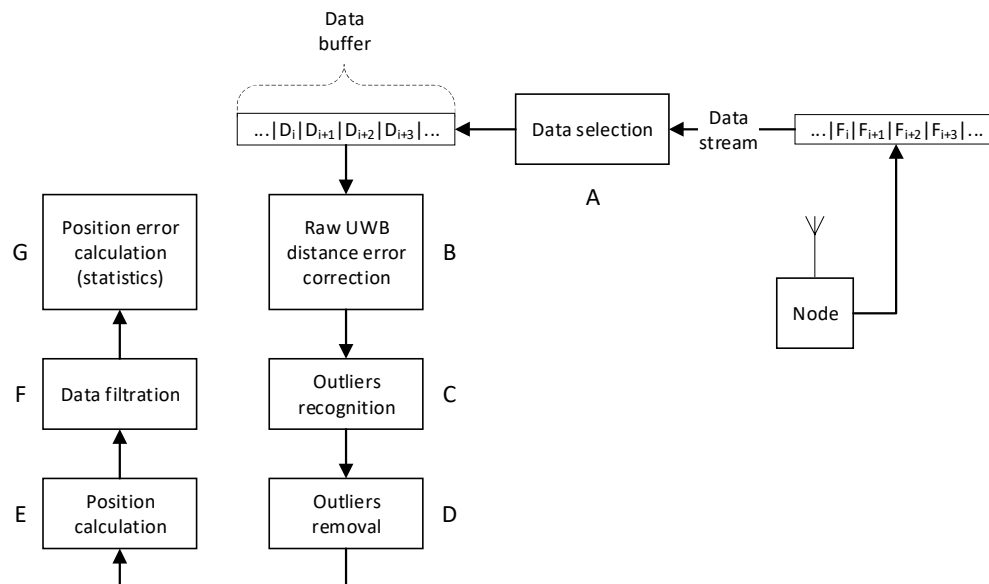 Data
buffer
...|Dᵢ|Dᵢ₊₁|Dᵢ₊₂|Dᵢ₊₃|...
Data selection
Data
stream
...|Fᵢ|Fᵢ₊₁|Fᵢ₊₂|Fᵢ₊₃|...
A
G
Position error
calculation
(statistics)
Raw UWB
distance error
correction
B
Node
F
Data filtration
Outliers
recognition
C
E
Position
calculation
Outliers
removal
D